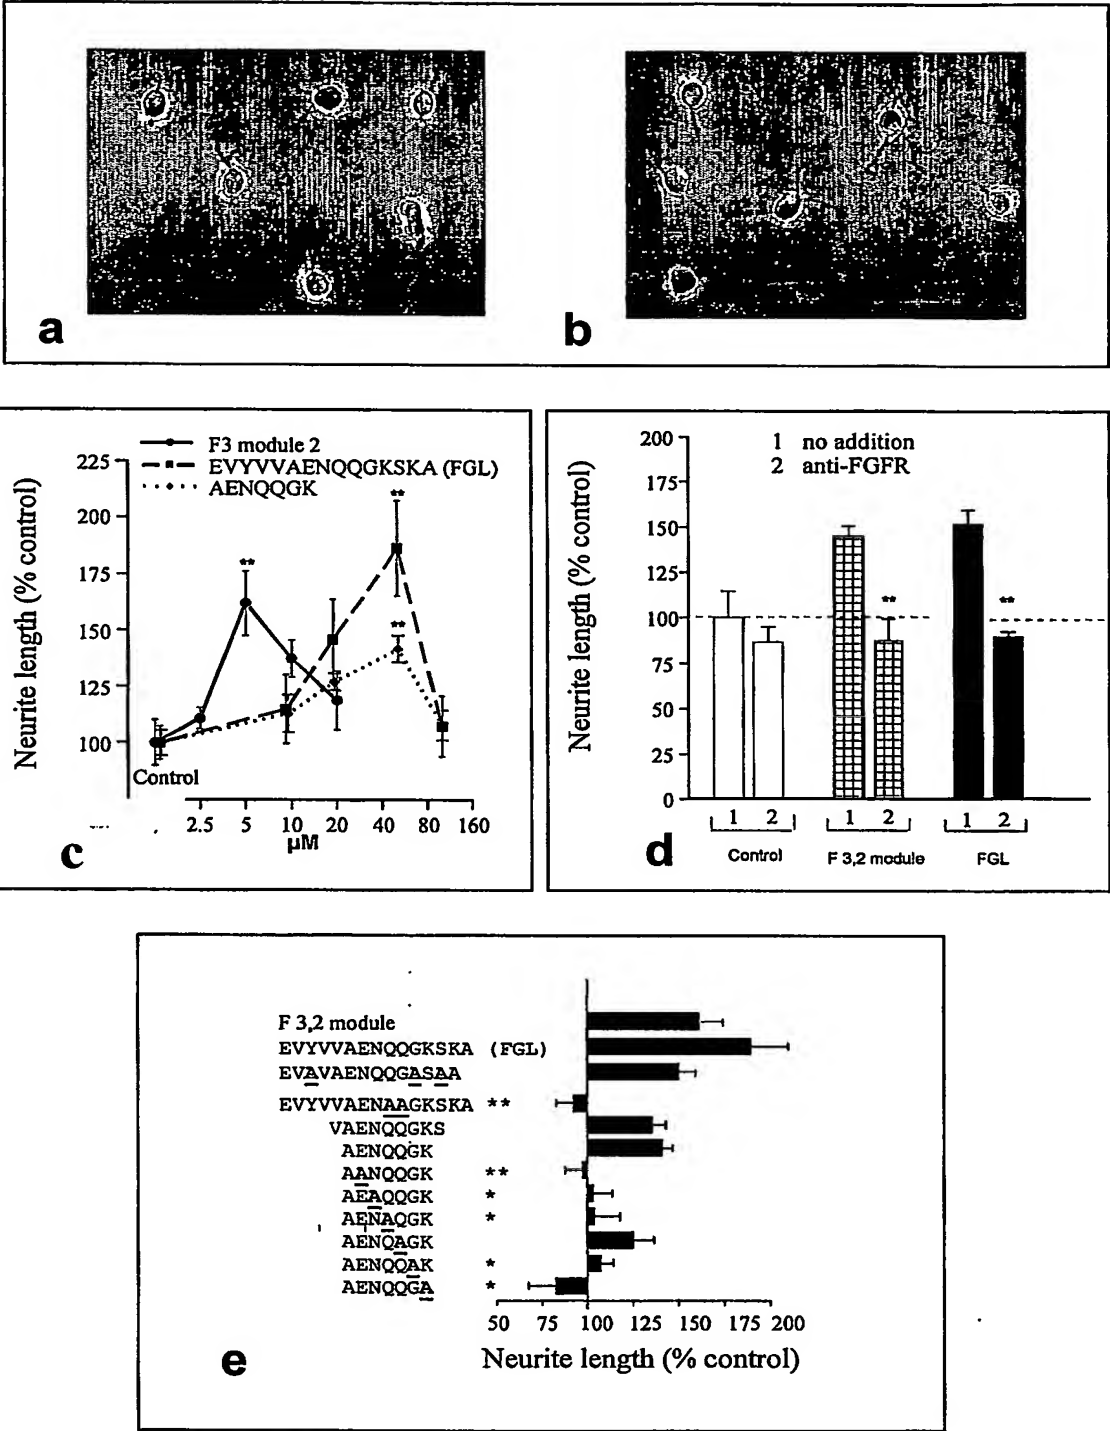 a
b
F3 module 2
EVYVVAENQQGKSKA (FGL)
AENQQGK
Neurite length (% control)
225
200
175
150
125
100
**
**
**
Control
2.5 5 10 20 40 80 160
µM
c
1 no addition
2 anti-FGFR
Neurite length (% control)
200
175
150
125
100
75
50
25
0
**
**
1 2 1 2 1 2
Control F 3,2 module FGL
d
F 3,2 module
EVYVVAENQQGKSKA (FGL)
EVAVAENQQGASAA
EVYVVAENAAGKSKA **
VAENQQGKS
AENQQGK
AANQQGK **
AEAQQGK *
AENAQGK *
AENQAGK
AENQQAK *
AENQQGA *
50 75 100 125 150 175 200
Neurite length (% control)
e